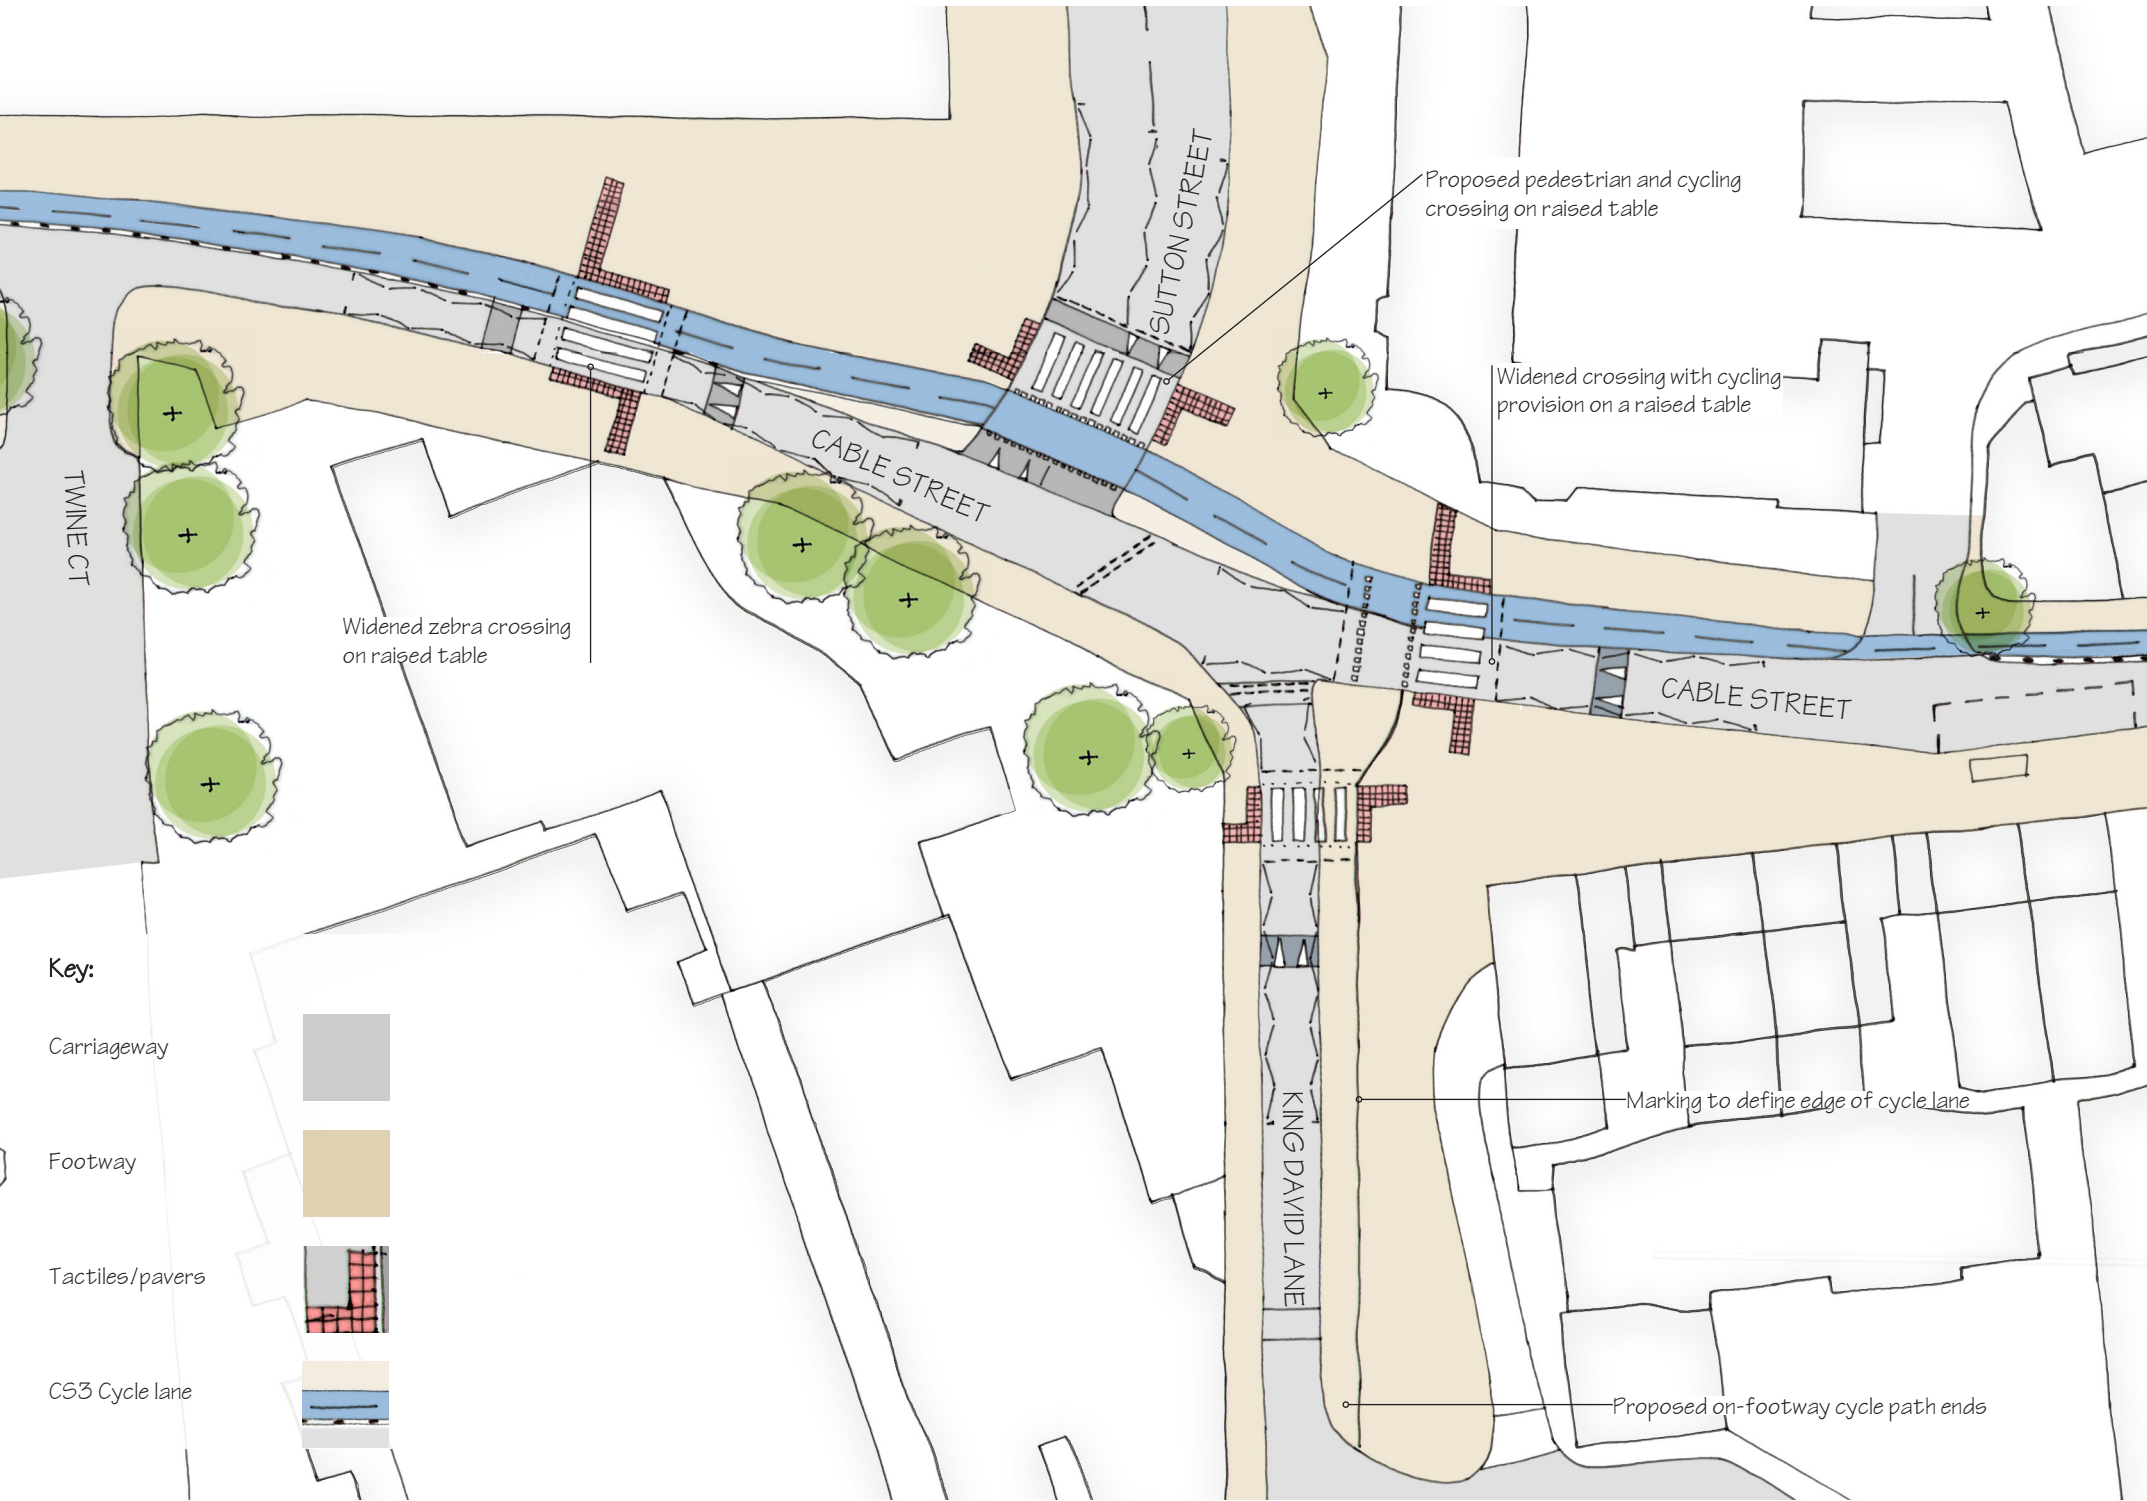 SUTTON STREET
Proposed pedestrian and cycling
crossing on raised table
Widened crossing with cycling
provision on a raised table
CABLE STREET
TWINE CT
Widened zebra crossing
on raised table
CABLE STREET
Key:
Carriageway
Footway
Tactiles/pavers
CS3 Cycle lane
KING DAVID LANE
Marking to define edge of cycle lane
Proposed on-footway cycle path ends